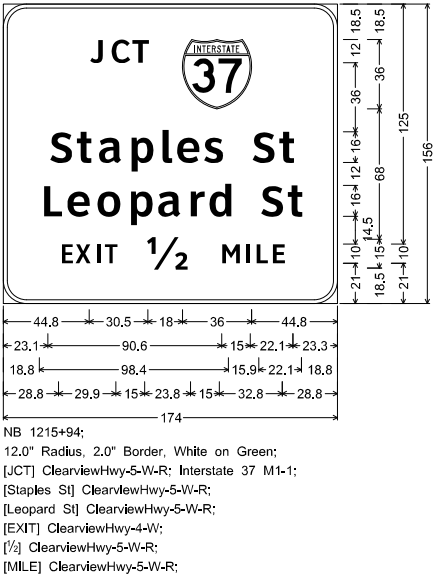 JCT INTERSTATE 37
Staples St
Leopard St
EXIT ½ MILE
18.5 12 36 16 12 16 14.5 10 21
18.5 36 68 15 18.5
125 10 21
156
44.8 30.5 18 36 44.8
23.1 90.6 15 22.1 23.3
18.8 98.4 15.9 22.1 18.8
28.8 29.9 15 23.8 15 32.8 28.8
174
NB 1215+94;
12.0" Radius, 2.0" Border, White on Green;
[JCT] ClearviewHwy-5-W-R; Interstate 37 M1-1;
[Staples St] ClearviewHwy-5-W-R;
[Leopard St] ClearviewHwy-5-W-R;
[EXIT] ClearviewHwy-4-W;
[½] ClearviewHwy-5-W-R;
[MILE] ClearviewHwy-5-W-R;